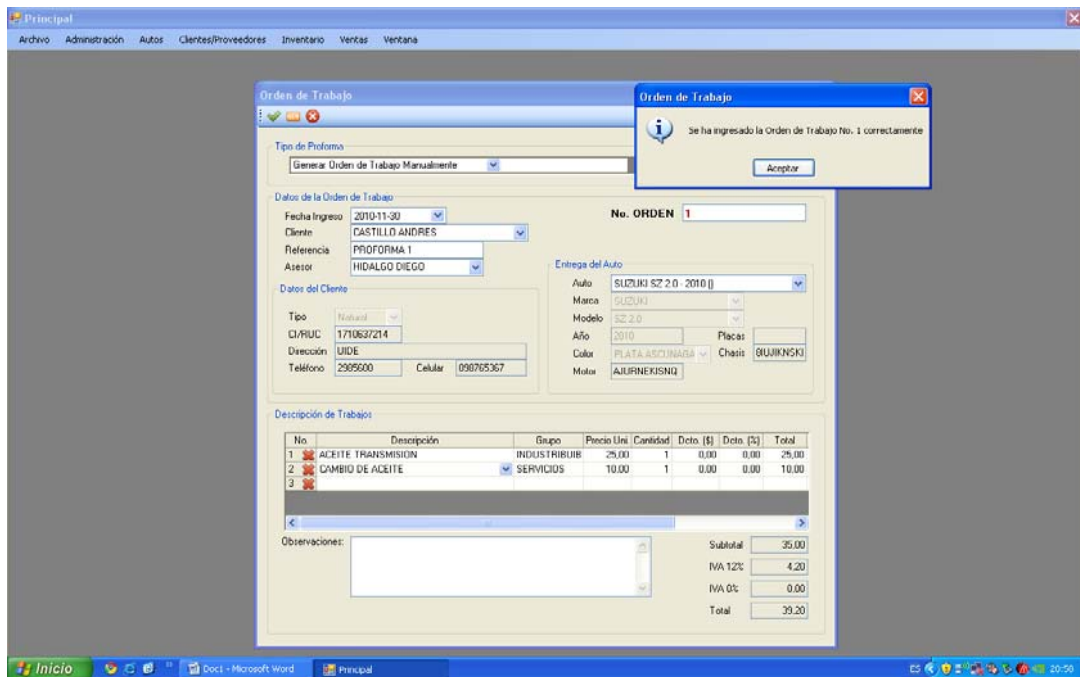 Principal
Archivo Administración Autos Clientes/Proveedores Inventario Ventas Ventana
Orden de Trabajo
Orden de Trabajo
Se ha ingresado la Orden de Trabajo No. 1 correctamente
Aceptar
Tipo de Proforma
Generar Orden de Trabajo Manualmente
Datos de la Orden de Trabajo
Fecha Ingreso 2010-11-30
No. ORDEN 1
Cliente CASTILLO ANDRES
Referencia PROFORMA 1
Asesor HIDALGO DIEGO
Datos del Cliente
Tipo Natural
CI/RUC 1710637214
Dirección UIDE
Teléfono 2985600 Celular 098765367
Entrega del Auto
Auto SUZUKI SZ 2.0 - 2010 ()
Marca SUZUKI
Modelo SZ 2.0
Año 2010 Placas
Color PLATA Chasis
Motor AJURNEKISNQ
Descripción de Trabajos
No. Descripción Grupo Precio Uni. Cantidad Dcto. ($) Dcto. (%) Total
1 ACEITE TRANSMISION INDUSTRIBUIB 25,00 1 0,00 0,00 25,00
2 CAMBIO DE ACEITE SERVICIOS 10.00 1 0.00 0.00 10,00
3
Observaciones:
Subtotal 35,00
IVA 12% 4,20
IVA 0% 0.00
Total 39.20
Inicio Doc1 - Microsoft Word Principal ES 20:50